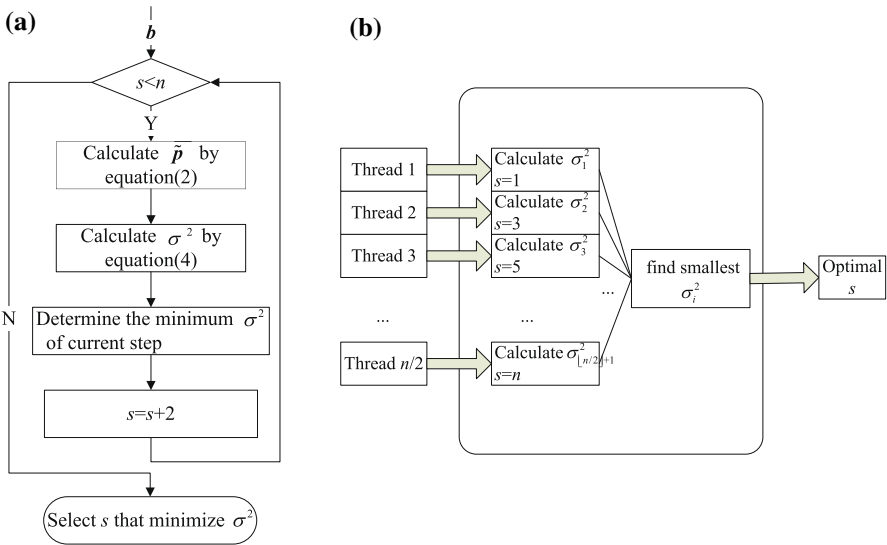 (a)
b
s<n
Y
Calculate p̃ by
equation(2)
Calculate σ² by
equation(4)
N
Determine the minimum σ²
of current step
s=s+2
Select s that minimize σ²
(b)
Thread 1
Calculate σ₁²
s=1
Thread 2
Calculate σ₂²
s=3
Thread 3
Calculate σ₃²
s=5
...
...
...
Thread n/2
Calculate σ²⌊n/2⌋+1
s=n
find smallest
σᵢ²
Optimal
s